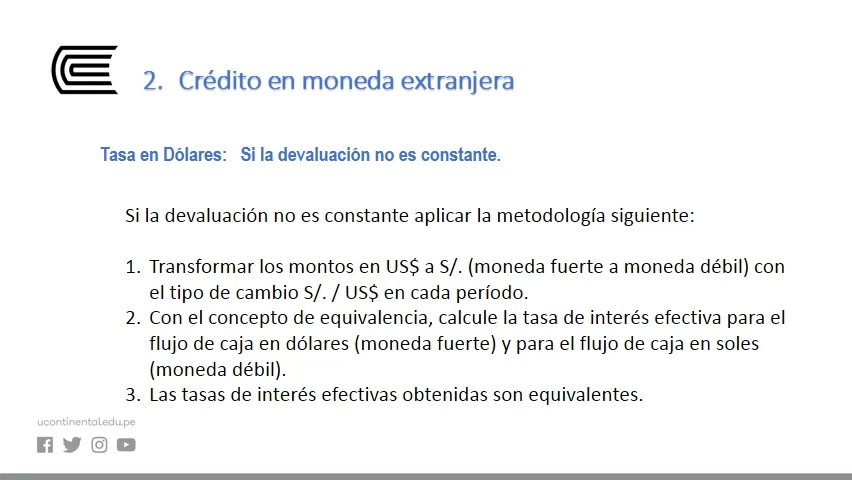 2. Crédito en moneda extranjera
Tasa en Dólares: Si la devaluación no es constante.
Si la devaluación no es constante aplicar la metodología siguiente:
1. Transformar los montos en US$ a S/. (moneda fuerte a moneda débil) con
el tipo de cambio S/. / US$ en cada período.
2. Con el concepto de equivalencia, calcule la tasa de interés efectiva para el
flujo de caja en dólares (moneda fuerte) y para el flujo de caja en soles
(moneda débil).
3. Las tasas de interés efectivas obtenidas son equivalentes.
ucontinental.edu.pe